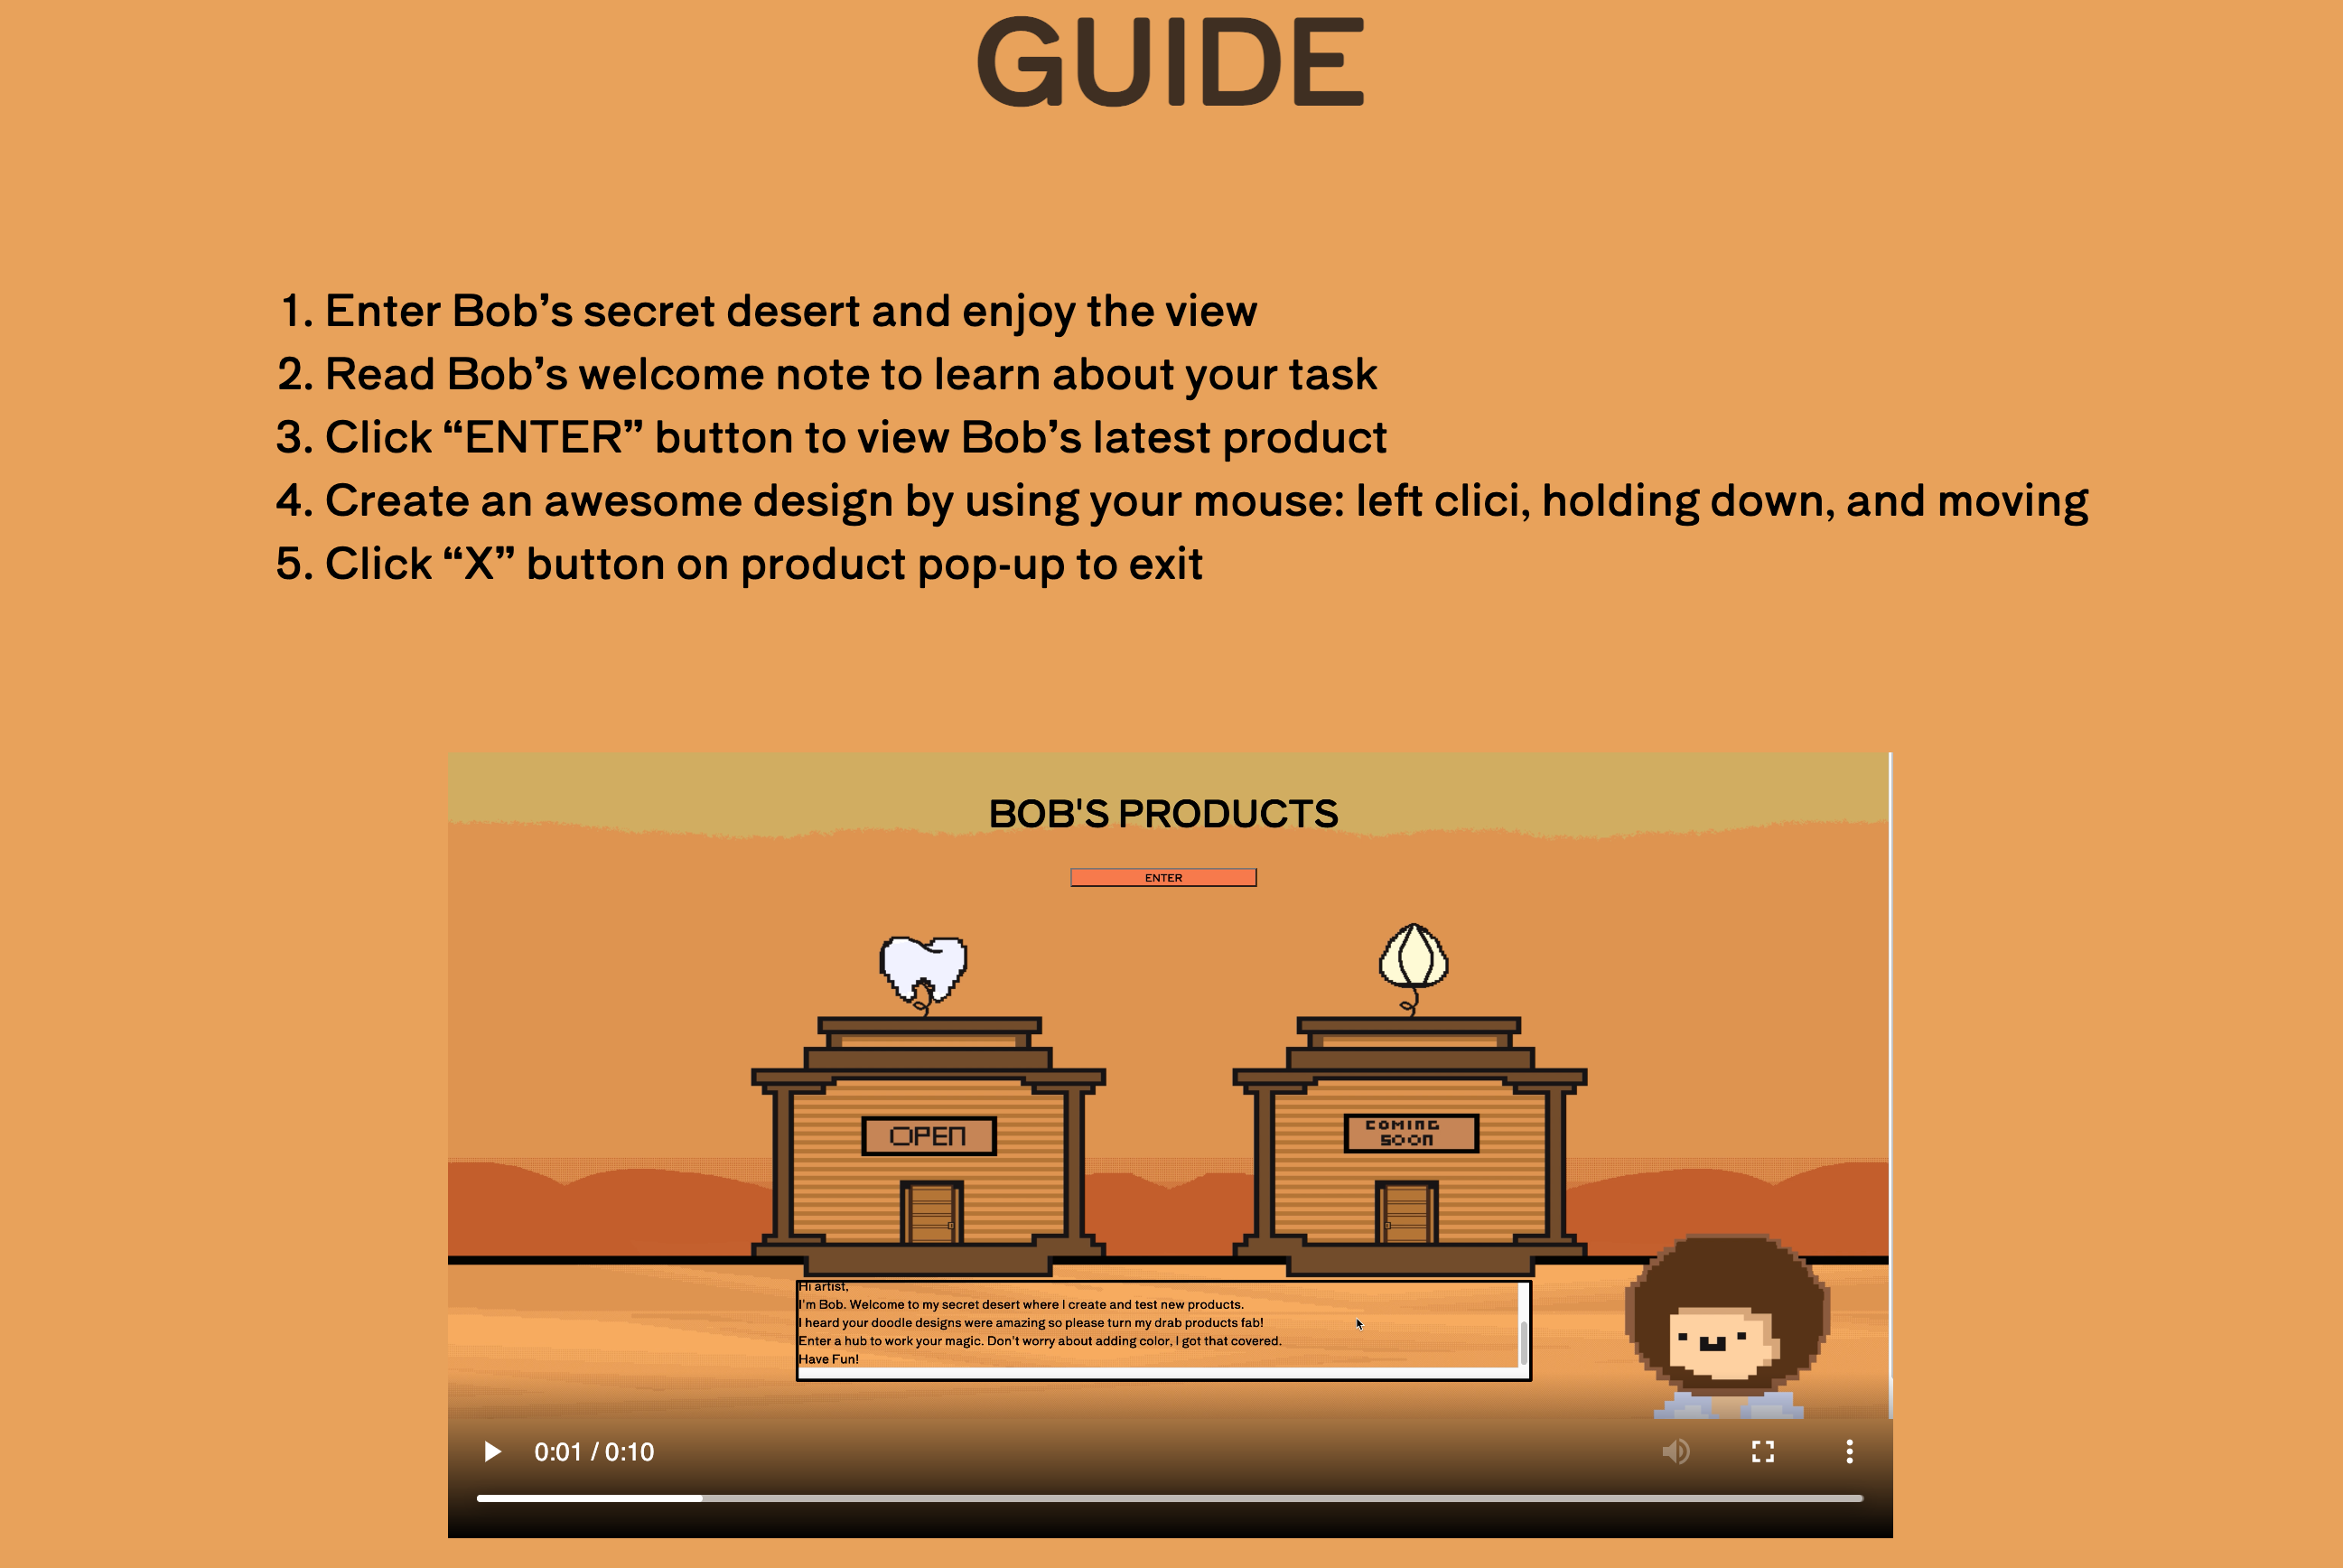 GUIDE
1. Enter Bob’s secret desert and enjoy the view
2. Read Bob’s welcome note to learn about your task
3. Click “ENTER” button to view Bob’s latest product
4. Create an awesome design by using your mouse: left clici, holding down, and moving
5. Click “X” button on product pop-up to exit
BOB'S PRODUCTS
ENTER
OPEN
COMING
SOON
Hi artist,
I'm Bob. Welcome to my secret desert where I create and test new products.
I heard your doodle designs were amazing so please turn my drab products fab!
Enter a hub to work your magic. Don't worry about adding color, I got that covered.
Have Fun!
0:01 / 0:10